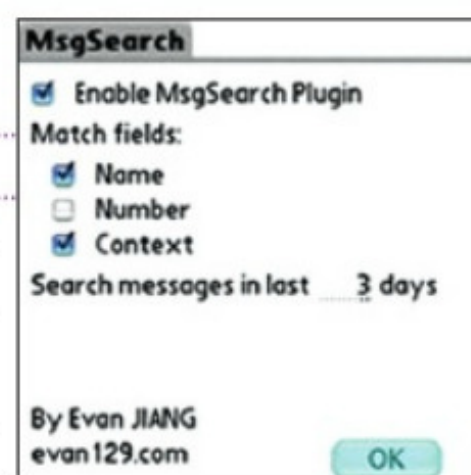 MsgSearch
Enable MsgSearch Plugin
Match fields:
Name
Number
Context
Search messages in last 3 days
By Evan JIANG
evan129.com
OK